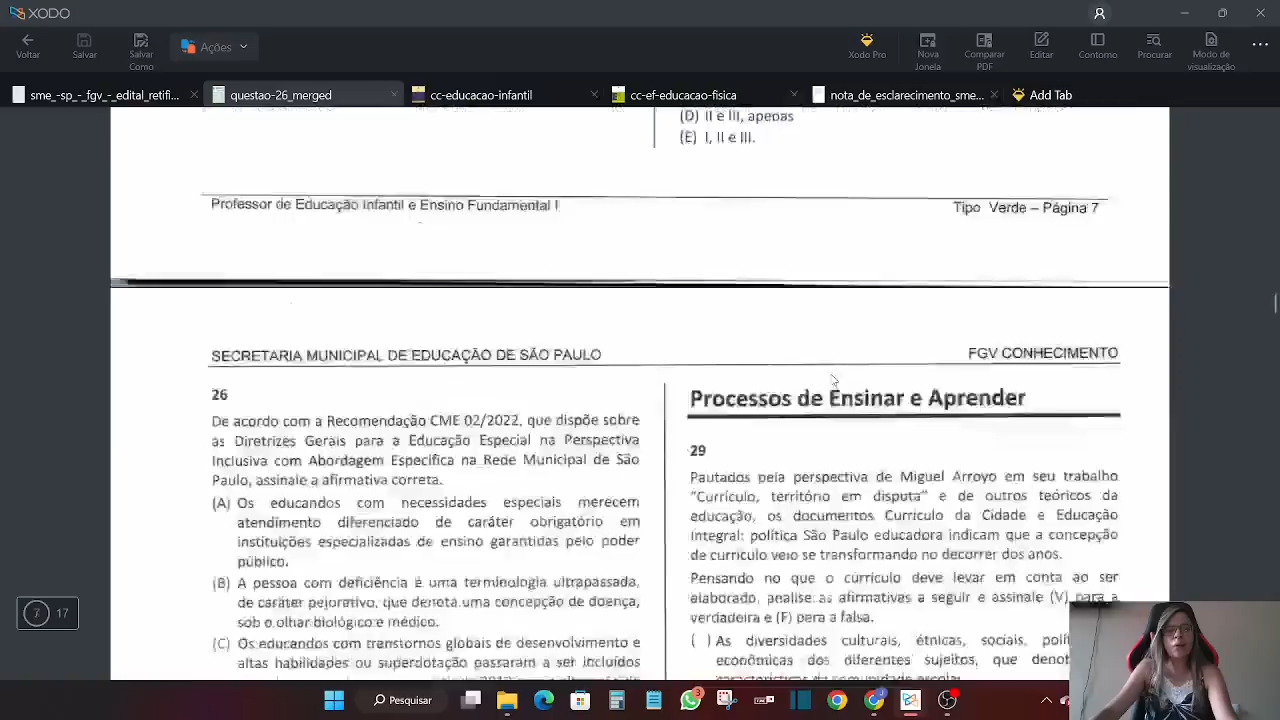 XODO
Voltar
Salvar
Salvar Como
Ações
Xodo Pro
Nova Jonela
Comparar PDF
Editar
Contorno
Procurar
Modo de visualização
sme_-sp_-_fgv_-_edital_retifi...
questao-26_merged
cc-educacao-infantil
cc-ef-educacao-fisica
nota_de_esclarecimento_sme...
Add Tab
(D) II e III, apenas
(E) I, II e III.
Professor de Educação Infantil e Ensino Fundamental I
Tipo Verde – Página 7
SECRETARIA MUNICIPAL DE EDUCAÇÃO DE SÃO PAULO
FGV CONHECIMENTO
26
De acordo com a Recomendação CME 02/2022, que dispõe sobre
as Diretrizes Gerais para a Educação Especial na Perspectiva
Inclusiva com Abordagem Específica na Rede Municipal de São
Paulo, assinale a afirmativa correta.
(A) Os educandos com necessidades especiais merecem
atendimento diferenciado de caráter obrigatório em
instituições especializadas de ensino garantidas pelo poder
público.
(B) A pessoa com deficiência é uma terminologia ultrapassada,
de caráter pejorativo, que denota uma concepção de doença,
sob o olhar biológico e médico.
(C) Os educandos com transtornos globais de desenvolvimento e
altas habilidades ou superdotação passaram a ser incluídos
Processos de Ensinar e Aprender
29
Pautados pela perspectiva de Miguel Arroyo em seu trabalho
"Currículo, território em disputa" e de outros teóricos da
educação, os documentos Currículo da Cidade e Educação
Integral: política São Paulo educadora indicam que a concepção
de currículo veio se transformando no decorrer dos anos.
Pensando no que o currículo deve levar em conta ao ser
elaborado, analise as afirmativas a seguir e assinale (V) para a
verdadeira e (F) para a falsa.
( ) As diversidades culturais, étnicas, sociais,
econômicas dos diferentes sujeitos, que
7 17
Pesquisar
3